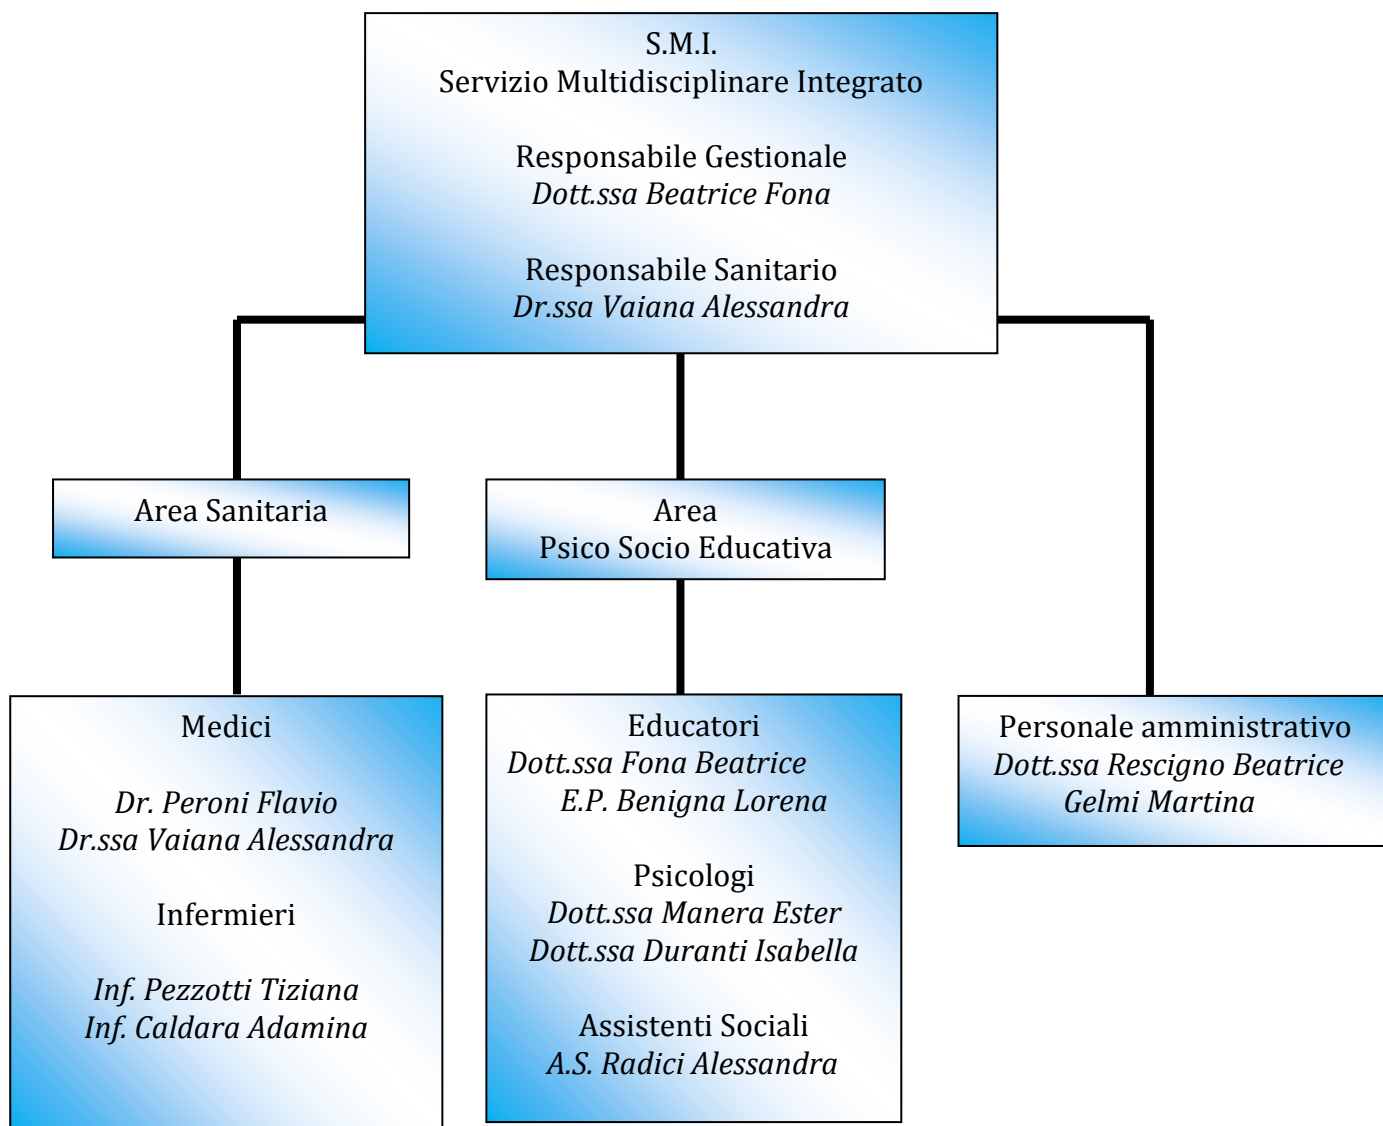 S.M.I.
Servizio Multidisciplinare Integrato
Responsabile Gestionale
Dott.ssa Beatrice Fona
Responsabile Sanitario
Dr.ssa Vaiana Alessandra
Area Sanitaria
Area
Psico Socio Educativa
Medici
Dr. Peroni Flavio
Dr.ssa Vaiana Alessandra
Infermieri
Inf. Pezzotti Tiziana
Inf. Caldara Adamina
Educatori
Dott.ssa Fona Beatrice
E.P. Benigna Lorena
Psicologi
Dott.ssa Manera Ester
Dott.ssa Duranti Isabella
Assistenti Sociali
A.S. Radici Alessandra
Personale amministrativo
Dott.ssa Rescigno Beatrice
Gelmi Martina